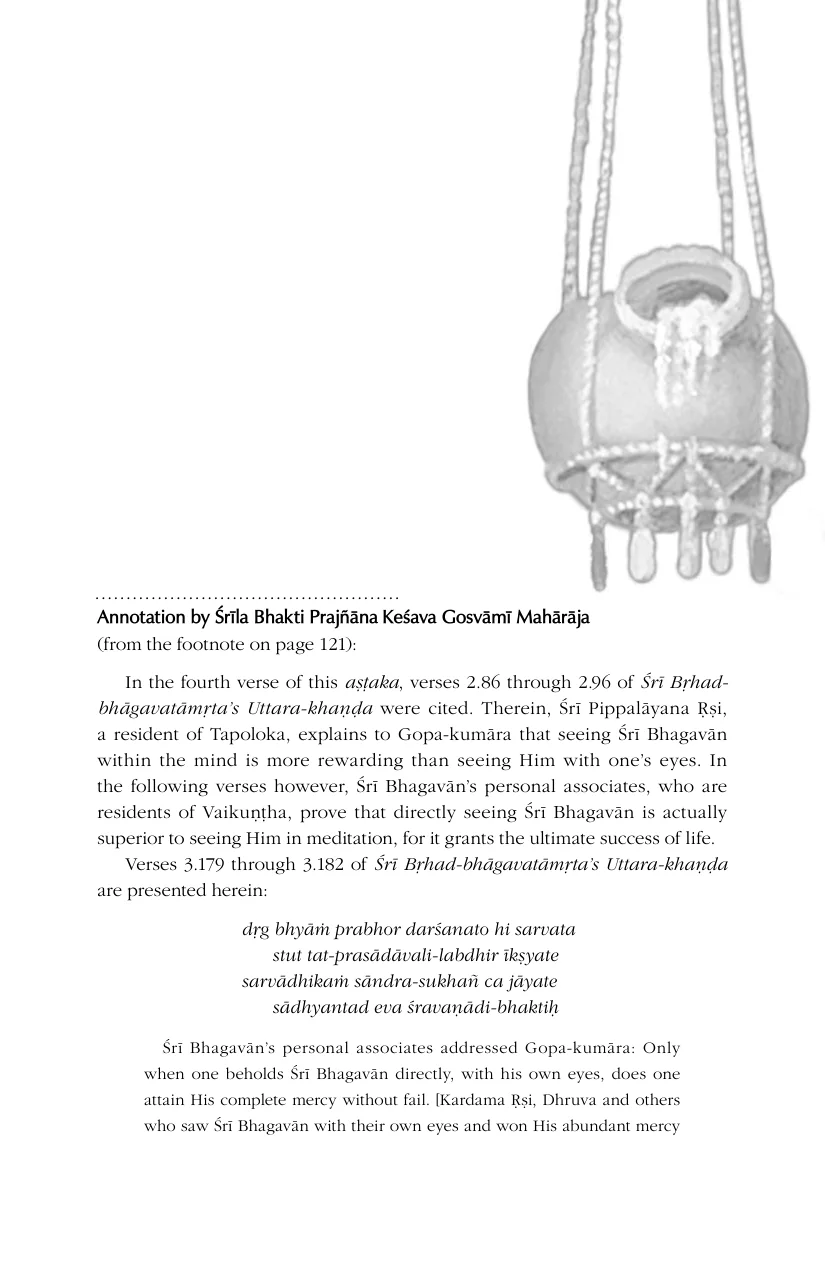 Annotation by Śrīla Bhakti Prajñāna Keśava Gosvāmī Mahārāja
(from the footnote on page 121):
In the fourth verse of this aṣṭaka, verses 2.86 through 2.96 of Śrī Bṛhad-
bhāgavatāmṛta’s Uttara-khaṇḍa were cited. Therein, Śrī Pippalāyana Ṛṣi,
a resident of Tapoloka, explains to Gopa-kumāra that seeing Śrī Bhagavān
within the mind is more rewarding than seeing Him with one’s eyes. In
the following verses however, Śrī Bhagavān’s personal associates, who are
residents of Vaikuṇṭha, prove that directly seeing Śrī Bhagavān is actually
superior to seeing Him in meditation, for it grants the ultimate success of life.
Verses 3.179 through 3.182 of Śrī Bṛhad-bhāgavatāmṛta’s Uttara-khaṇḍa
are presented herein:
dṛg bhyāṁ prabhor darśanato hi sarvata
stut tat-prasādāvali-labdhir īkṣyate
sarvādhikaṁ sāndra-sukhañ ca jāyate
sādhyantad eva śravaṇādi-bhaktiḥ
Śrī Bhagavān’s personal associates addressed Gopa-kumāra: Only
when one beholds Śrī Bhagavān directly, with his own eyes, does one
attain His complete mercy without fail. [Kardama Ṛṣi, Dhruva and others
who saw Śrī Bhagavān with their own eyes and won His abundant mercy